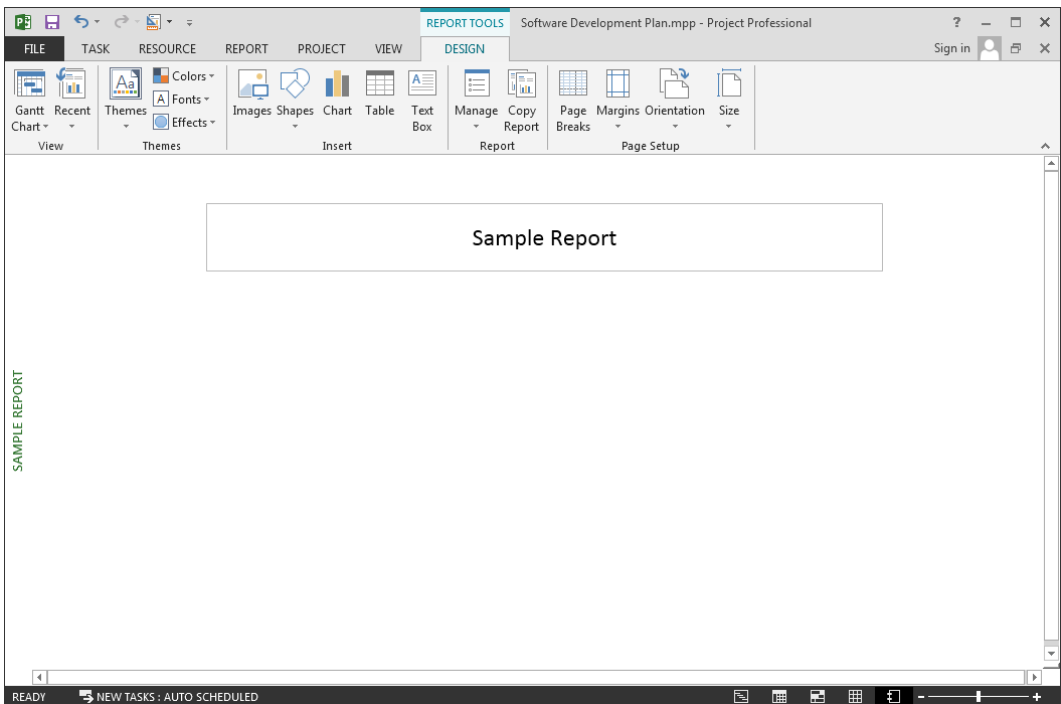 REPORT TOOLS Software Development Plan.mpp - Project Professional ?
FILE TASK RESOURCE REPORT PROJECT VIEW DESIGN Sign in
Gantt Chart Recent Themes Aa Colors A Fonts Effects Images Shapes Chart Table A Text Box Manage Copy Report Page Breaks Margins Orientation Size
View Themes Insert Report Page Setup
Sample Report
SAMPLE REPORT
READY NEW TASKS : AUTO SCHEDULED